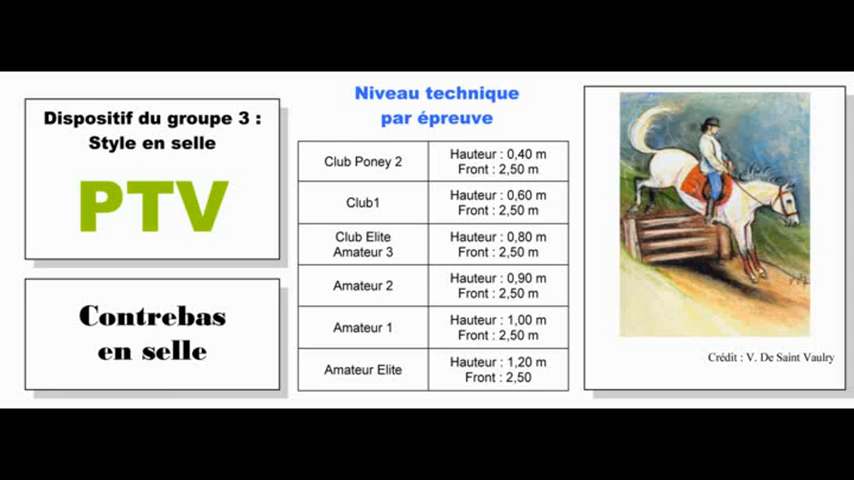 Dispositif du groupe 3 :
Style en selle
PTV
Contrebas
en selle
Niveau technique
par épreuve
Club Poney 2
Hauteur : 0,40 m
Front : 2,50 m
Club1
Hauteur : 0,60 m
Front : 2,50 m
Club Elite
Amateur 3
Hauteur : 0,80 m
Front : 2,50 m
Amateur 2
Hauteur : 0,90 m
Front : 2,50 m
Amateur 1
Hauteur : 1,00 m
Front : 2,50 m
Amateur Elite
Hauteur : 1,20 m
Front : 2,50
Crédit : V. De Saint Vaulry